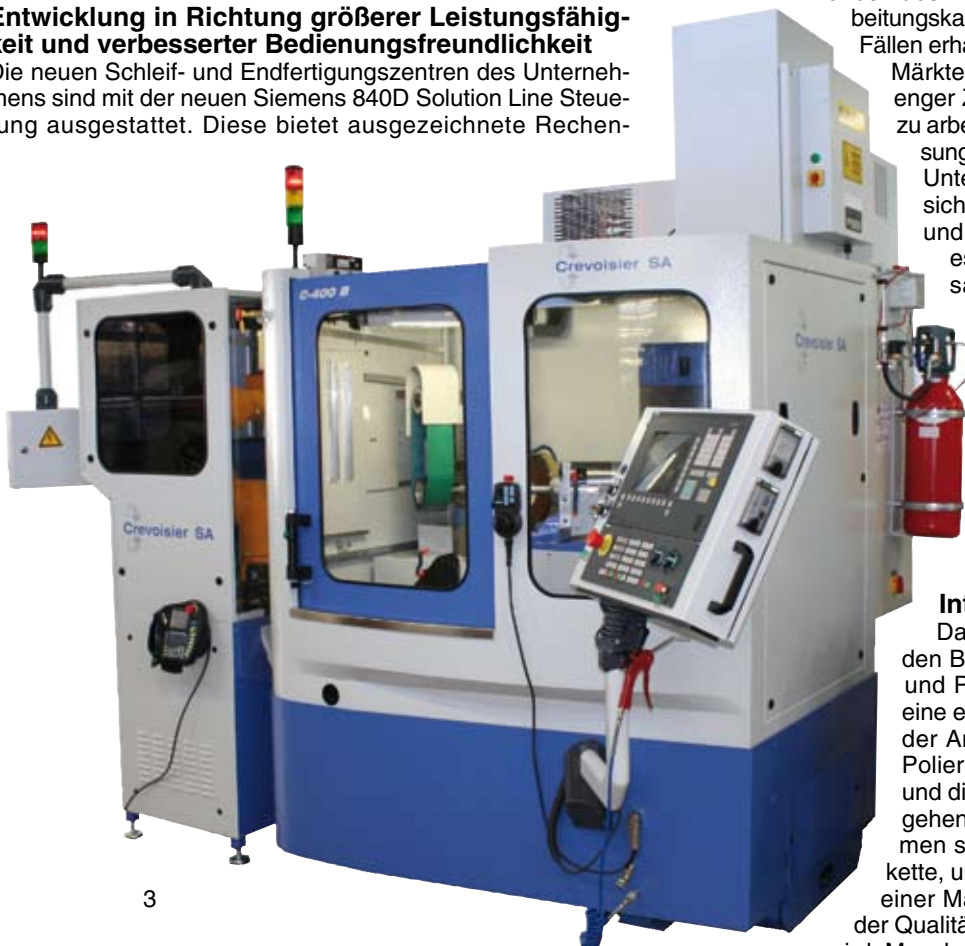 Entwicklung in Richtung größerer Leistungsfähig-
keit und verbesserter Bedienungsfreundlichkeit
Die neuen Schleif- und Endfertigungszentren des Unterneh-
mens sind mit der neuen Siemens 840D Solution Line Steue-
rung ausgestattet. Diese bietet ausgezeichnete Rechen-
beitungska
Fällen erha
Märkte
enger Z
zu arbe
sung
Unte
sich
und
es
sa
C-400 B
Crevoisier SA
Crevoisier SA
Crevoisier SA
3
Int
Da
den B
und P
eine e
der Ar
Polier
und di
gehen
men s
kette, u
einer Ma
der Qualitä